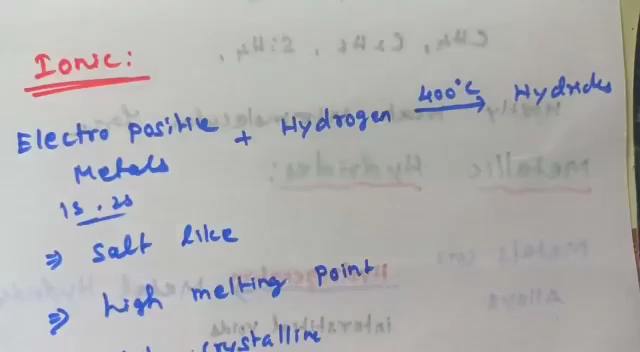 Ionic:
Electro positive + Hydrogen 400°C → Hydrides
Metals
1s, 2s
⇒ Salt like
⇒ high melting point
crystalline